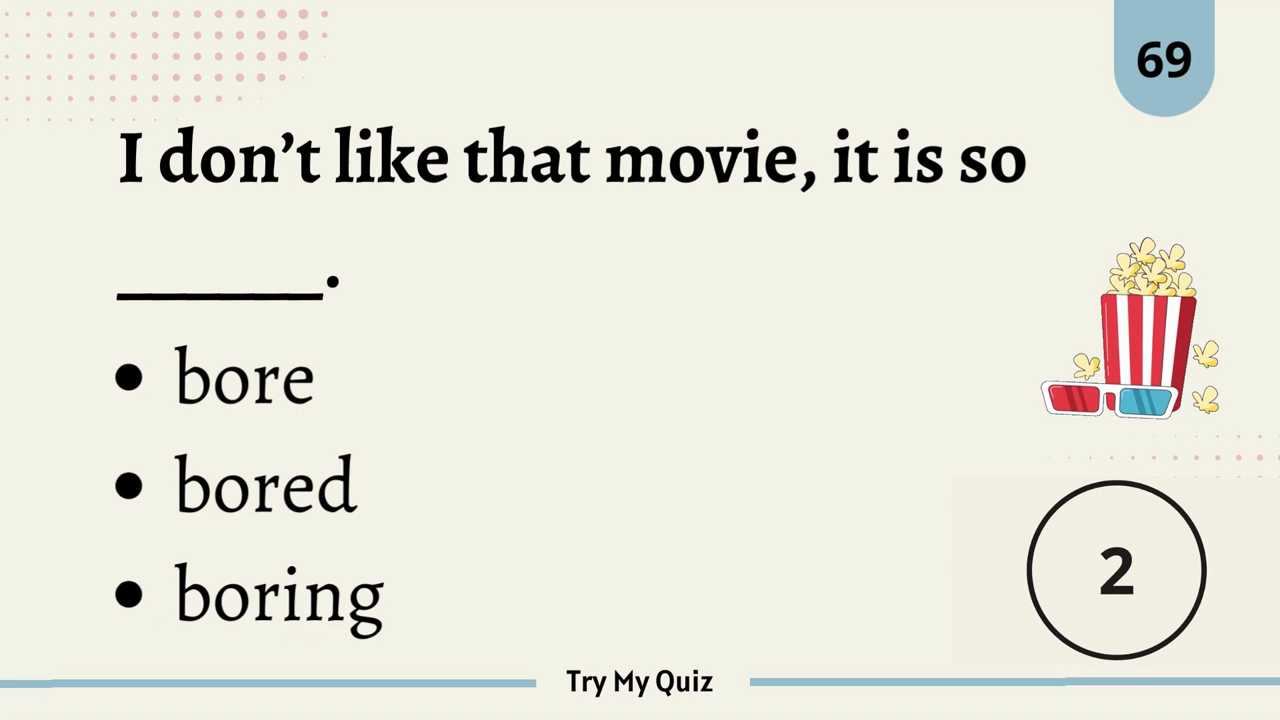 69
I don’t like that movie, it is so
______.
• bore
• bored
• boring
2
Try My Quiz